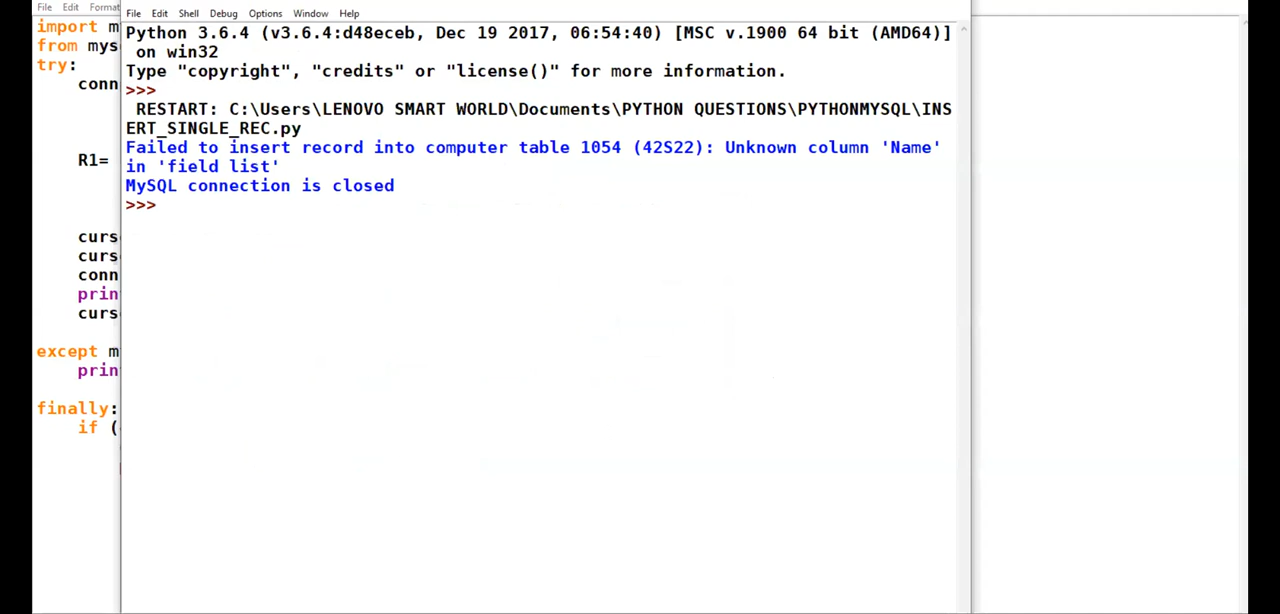 File Edit Format
File Edit Shell Debug Options Window Help
import m
from mys
try:
conn
R1=
curs
curs
conn
prin
curs
except m
prin
finally:
if (
Python 3.6.4 (v3.6.4:d48eceb, Dec 19 2017, 06:54:40) [MSC v.1900 64 bit (AMD64)]
on win32
Type "copyright", "credits" or "license()" for more information.
>>>
RESTART: C:\Users\LENOVO SMART WORLD\Documents\PYTHON QUESTIONS\PYTHONMYSQL\INS
ERT_SINGLE_REC.py
Failed to insert record into computer table 1054 (42S22): Unknown column 'Name'
in 'field list'
MySQL connection is closed
>>>